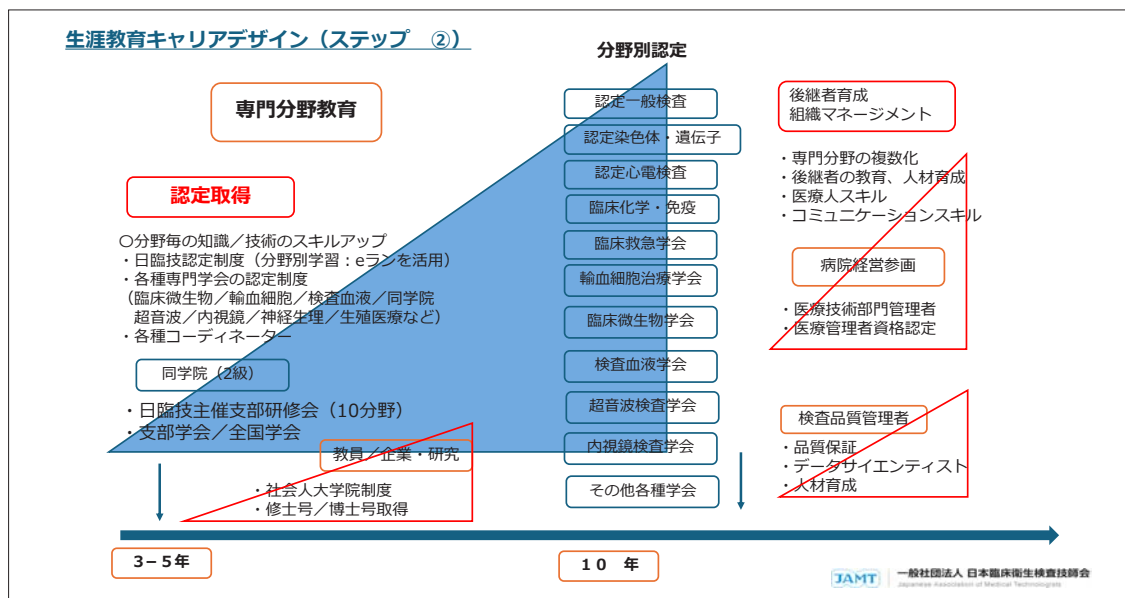 生涯教育キャリアデザイン（ステップ　②）
専門分野教育
認定取得
〇分野毎の知識／技術のスキルアップ
・日臨技認定制度（分野別学習：eランを活用）
・各種専門学会の認定制度
（臨床微生物／輸血細胞／検査血液／同学院
超音波／内視鏡／神経生理／生殖医療など）
・各種コーディネーター
同学院（2級）
・日臨技主催支部研修会（10分野）
・支部学会／全国学会
教員／企業・研究
・社会人大学院制度
・修士号／博士号取得
分野別認定
認定一般検査
認定染色体・遺伝子
認定心電検査
臨床化学・免疫
臨床救急学会
輸血細胞治療学会
臨床微生物学会
検査血液学会
超音波検査学会
内視鏡検査学会
その他各種学会
後継者育成
組織マネージメント
・専門分野の複数化
・後継者の教育、人材育成
・医療人スキル
・コミュニケーションスキル
病院経営参画
・医療技術部門管理者
・医療管理者資格認定
検査品質管理者
・品質保証
・データサイエンティスト
・人材育成
3－5年
10　年
JAMT
一般社団法人 日本臨床衛生検査技師会
Japanese Association of Medical Technologists